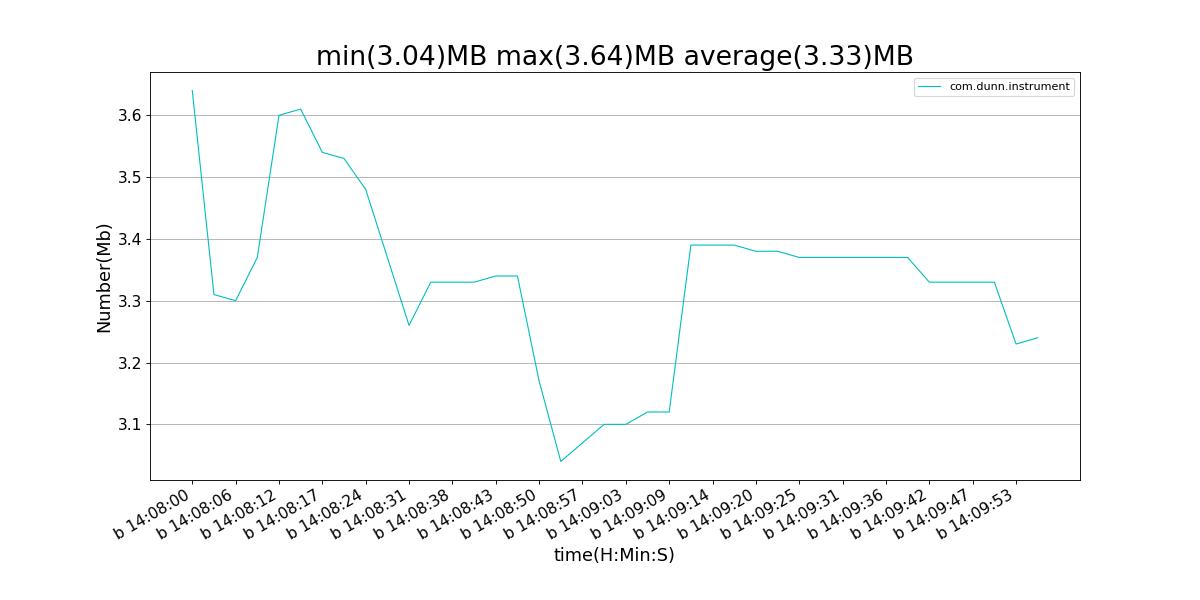 min(3.04)MB max(3.64)MB average(3.33)MB
com.dunn.instrument
3.6
3.5
3.4
3.3
3.2
3.1
Number(Mb)
b 14:08:00
b 14:08:06
b 14:08:12
b 14:08:17
b 14:08:24
b 14:08:31
b 14:08:38
b 14:08:43
b 14:08:50
b 14:08:57
b 14:09:03
b 14:09:09
b 14:09:14
b 14:09:20
b 14:09:25
b 14:09:31
b 14:09:36
b 14:09:42
b 14:09:47
b 14:09:53
time(H:Min:S)